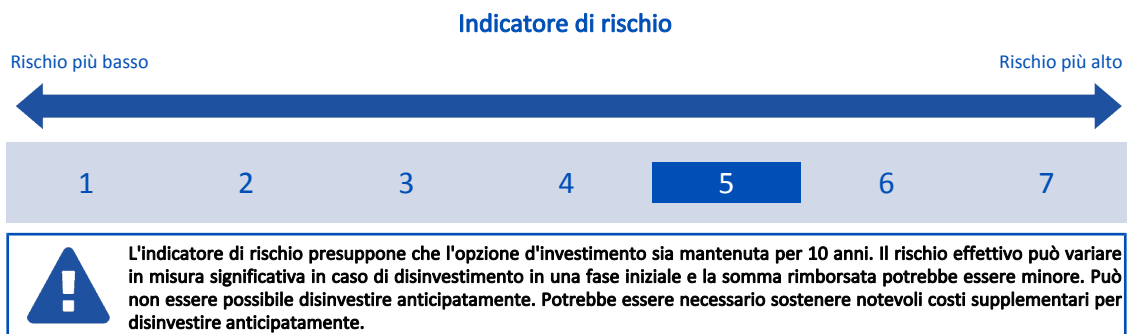 Indicatore di rischio
Rischio più basso
Rischio più alto
1 2 3 4 5 6 7
L'indicatore di rischio presuppone che l'opzione d'investimento sia mantenuta per 10 anni. Il rischio effettivo può variare
in misura significativa in caso di disinvestimento in una fase iniziale e la somma rimborsata potrebbe essere minore. Può
non essere possibile disinvestire anticipatamente. Potrebbe essere necessario sostenere notevoli costi supplementari per
disinvestire anticipatamente.